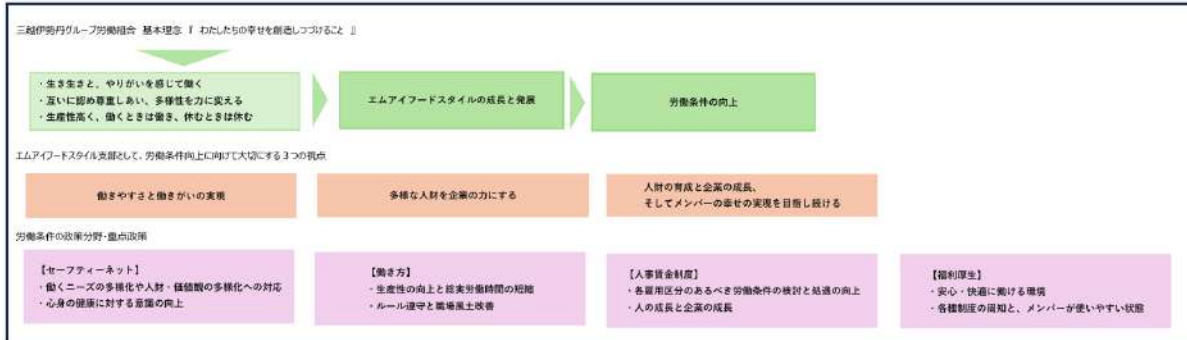 三越伊勢丹グループ労働組合 基本理念『 わたしたちの幸せを創造しつづけること 』
・生き生きと、やりがいを感じて働く
・互いに認め尊重しあい、多様性を力に変える
・生産性高く、働くときは働き、休むときは休む
エムアイフードスタイルの成長と発展
労働条件の向上
エムアイフードスタイル支部として、労働条件向上に向けて大切にする3つの視点
働きやすさと働きがいの実現
多様な人財を企業の力にする
人財の育成と企業の成長、
そしてメンバーの幸せの実現を目指し続ける
労働条件の政策分野・重点政策
【セーフティーネット】
・働くニーズの多様化や人財・価値観の多様化への対応
・心身の健康に対する意識の向上
【働き方】
・生産性の向上と総実労働時間の短縮
・ルール遵守と職場風土改善
【人事賃金制度】
・各雇用区分のあるべき労働条件の検討と処遇の向上
・人の成長と企業の成長
【福利厚生】
・安心・快適に働ける環境
・各種制度の周知と、メンバーが使いやすい状態